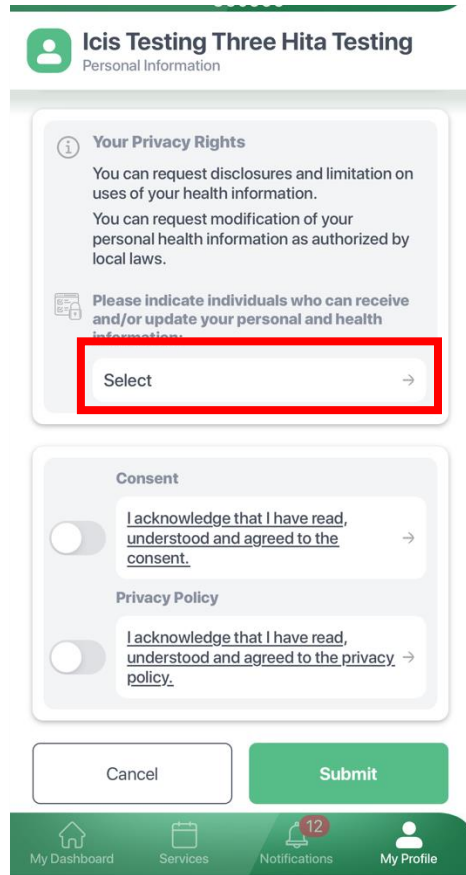 Icis Testing Three Hita Testing
Personal Information
Your Privacy Rights
You can request disclosures and limitation on
uses of your health information.
You can request modification of your
personal health information as authorized by
local laws.
Please indicate individuals who can receive
and/or update your personal and health
information:
Select
Consent
I acknowledge that I have read,
understood and agreed to the
consent.
Privacy Policy
I acknowledge that I have read,
understood and agreed to the privacy
policy.
Cancel
Submit
12
My Dashboard
Services
Notifications
My Profile